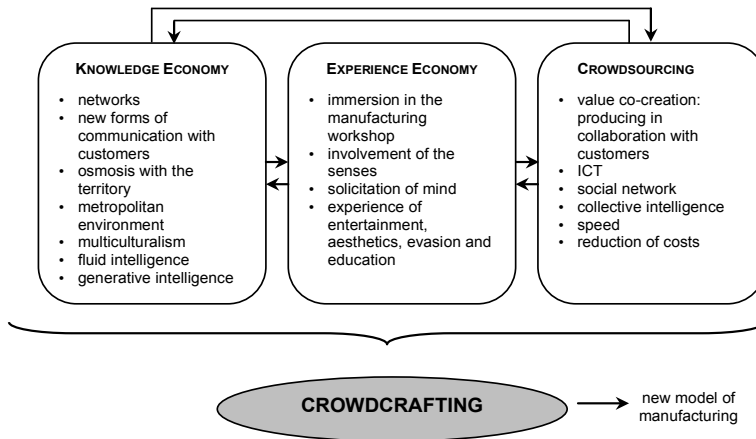 KNOWLEDGE ECONOMY
• networks
• new forms of
communication with
customers
• osmosis with the
territory
• metropolitan
environment
• multiculturalism
• fluid intelligence
• generative intelligence
EXPERIENCE ECONOMY
• immersion in the
manufacturing
workshop
• involvement of the
senses
• solicitation of mind
• experience of
entertainment,
aesthetics, evasion and
education
CROWDSOURCING
• value co-creation:
producing in
collaboration with
customers
• ICT
• social network
• collective intelligence
• speed
• reduction of costs
CROWDCRAFTING
new model of
manufacturing